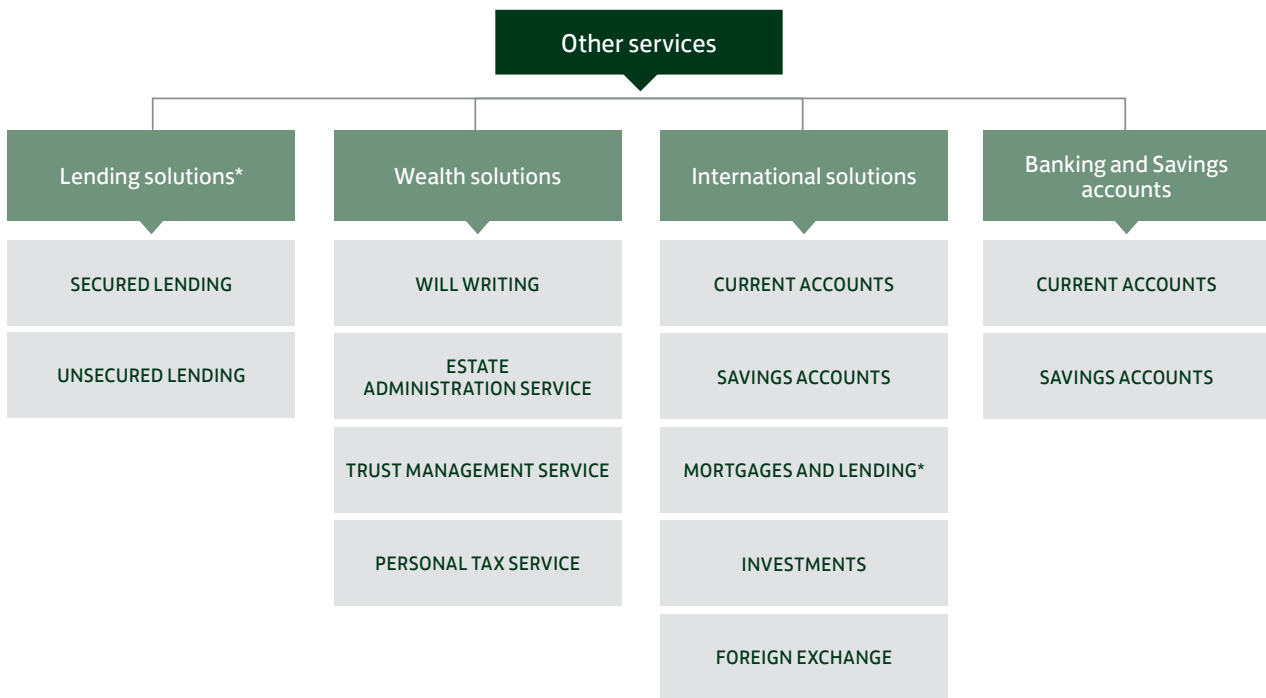 Other services
Lending solutions*
SECURED LENDING
UNSECURED LENDING
Wealth solutions
WILL WRITING
ESTATE
ADMINISTRATION SERVICE
TRUST MANAGEMENT SERVICE
PERSONAL TAX SERVICE
International solutions
CURRENT ACCOUNTS
SAVINGS ACCOUNTS
MORTGAGES AND LENDING*
INVESTMENTS
FOREIGN EXCHANGE
Banking and Savings
accounts
CURRENT ACCOUNTS
SAVINGS ACCOUNTS